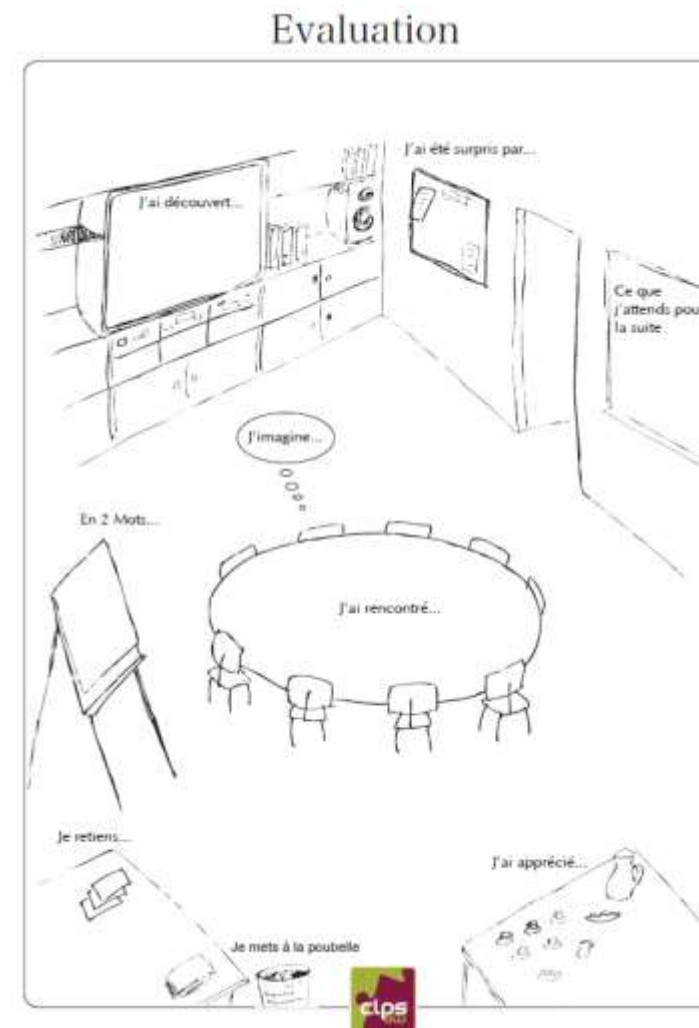 Evaluation
J'ai été surpris par...
J'ai découvert...
Ce que
j'attends pour
la suite
J'imagine...
En 2 Mots...
J'ai rencontré...
Je retiens...
J'ai apprécié...
Je mets à la poubelle
clps